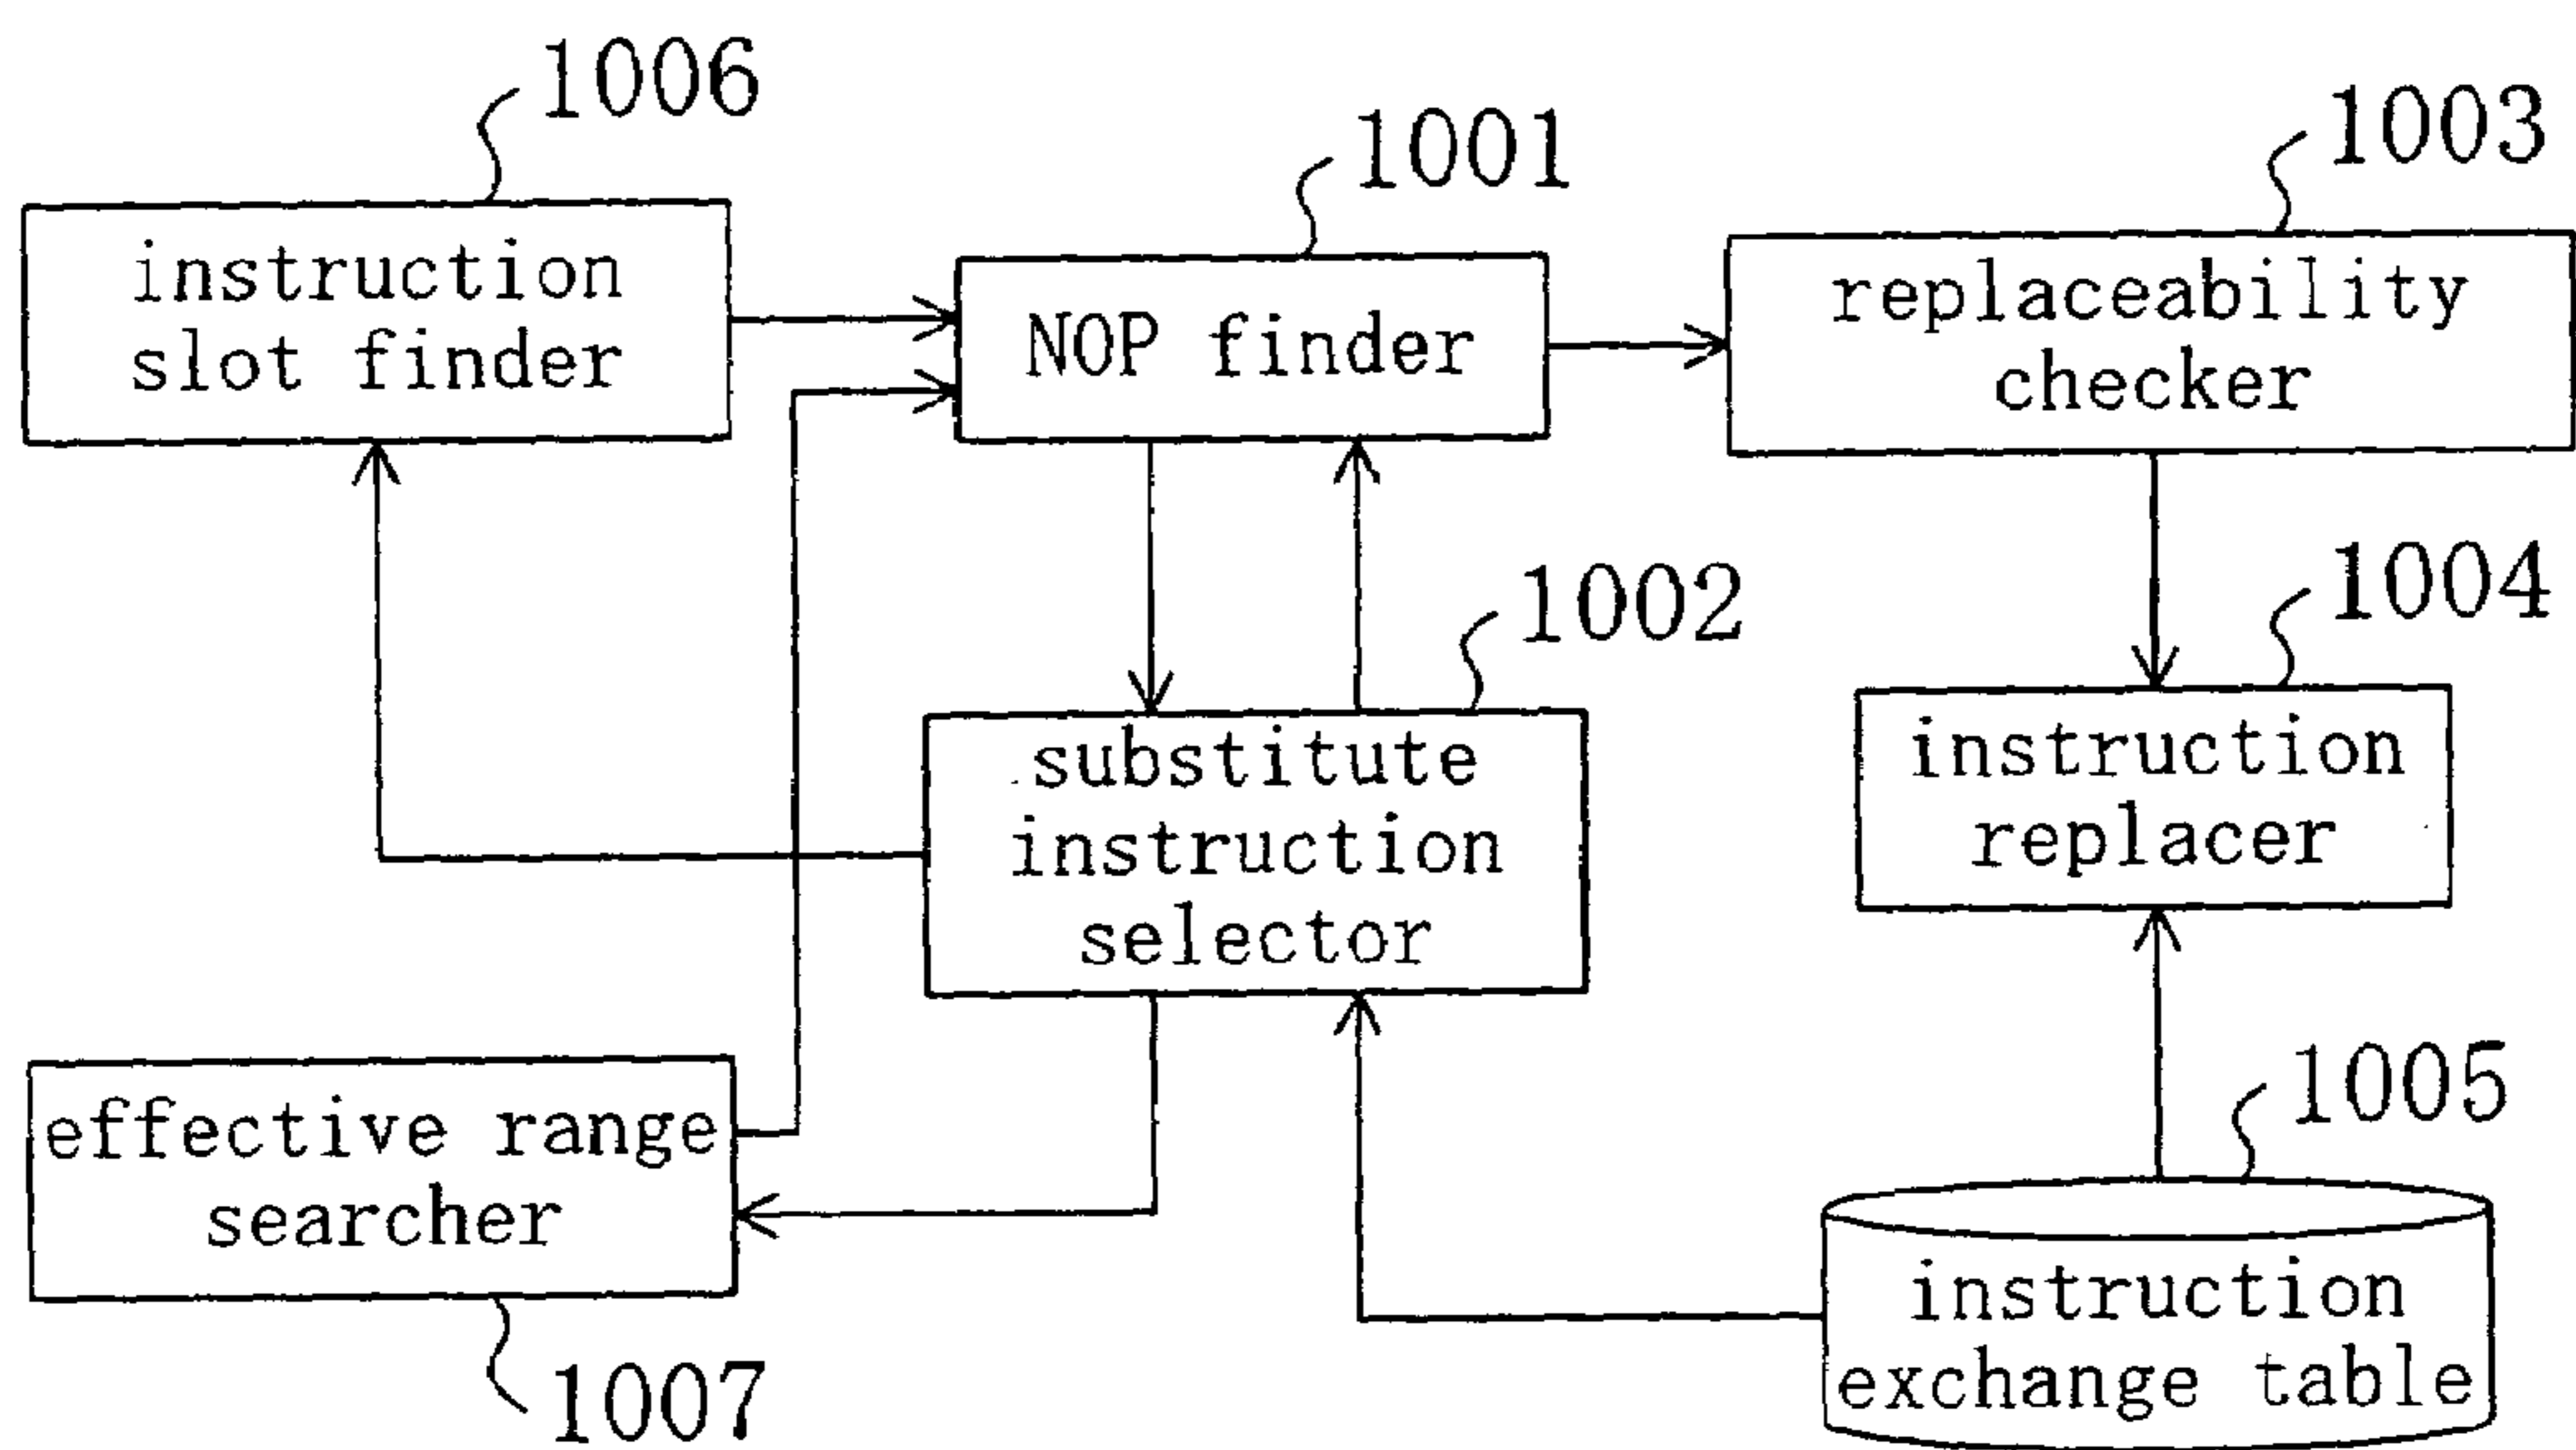 1006
instruction
slot finder
1001
NOP finder
1003
replaceability
checker
1002
substitute
instruction
selector
1004
instruction
replacer
effective range
searcher
1007
1005
instruction
exchange table